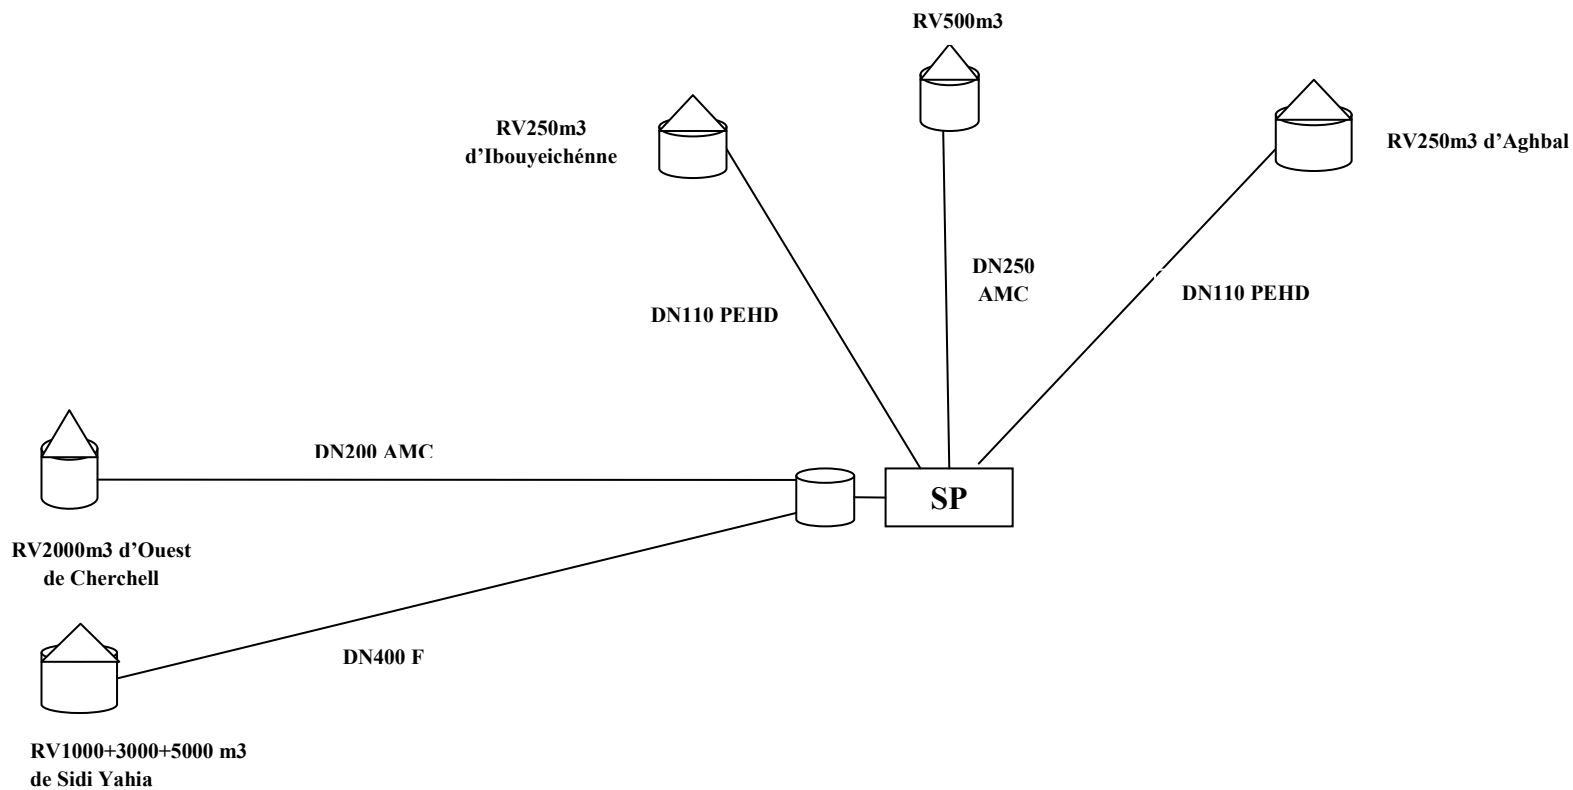 RV500m3
RV250m3
d’Ibouyeichénne
RV250m3 d’Aghbal
DN250
AMC
DN110 PEHD
DN110 PEHD
DN200 AMC
SP
RV2000m3 d’Ouest
de Cherchell
DN400 F
RV1000+3000+5000 m3
de Sidi Yahia